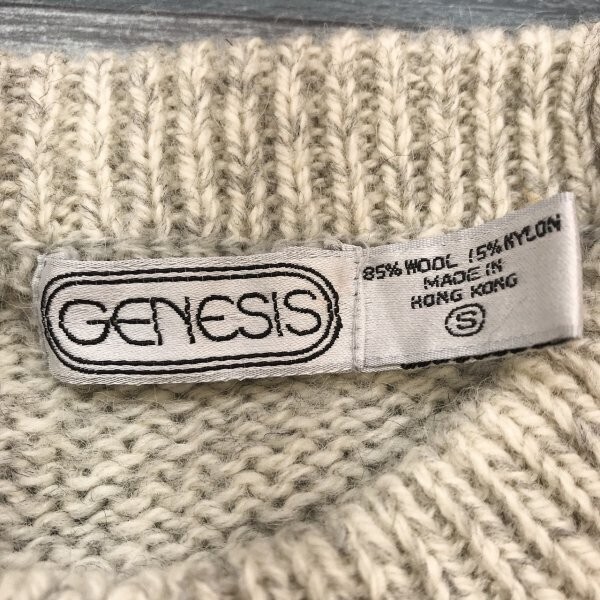 GENESIS
85% WOOL 15% NYLON
MADE IN
HONG KONG
S